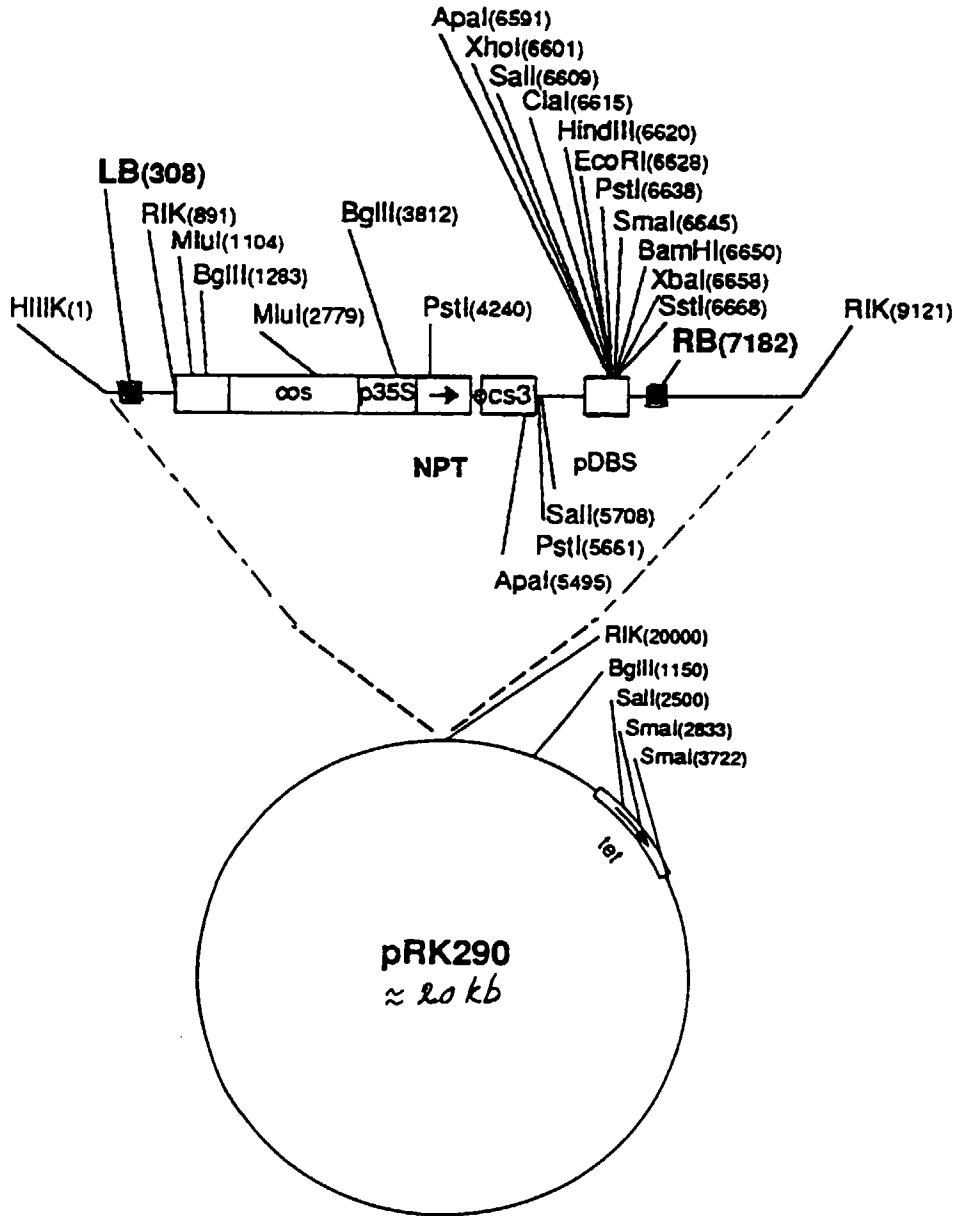 ApaI(6591)
XhoI(6601)
SalI(6609)
ClaI(6615)
HindIII(6620)
EcoRI(6628)
PstI(6638)
SmaI(6645)
BamHI(6650)
XbaI(6658)
SstI(6668)
LB(308)
RIK(891)
MluI(1104)
BglII(1283)
MluI(2779)
BglII(3812)
PstI(4240)
HIIIK(1)
RB(7182)
RIK(9121)
cos
p35S
ocs3
NPT
pDBS
SalI(5708)
PstI(5661)
ApaI(5495)
RIK(20000)
BglII(1150)
SalI(2500)
SmaI(2833)
SmaI(3722)
tet
pRK290
≈ 20 kb